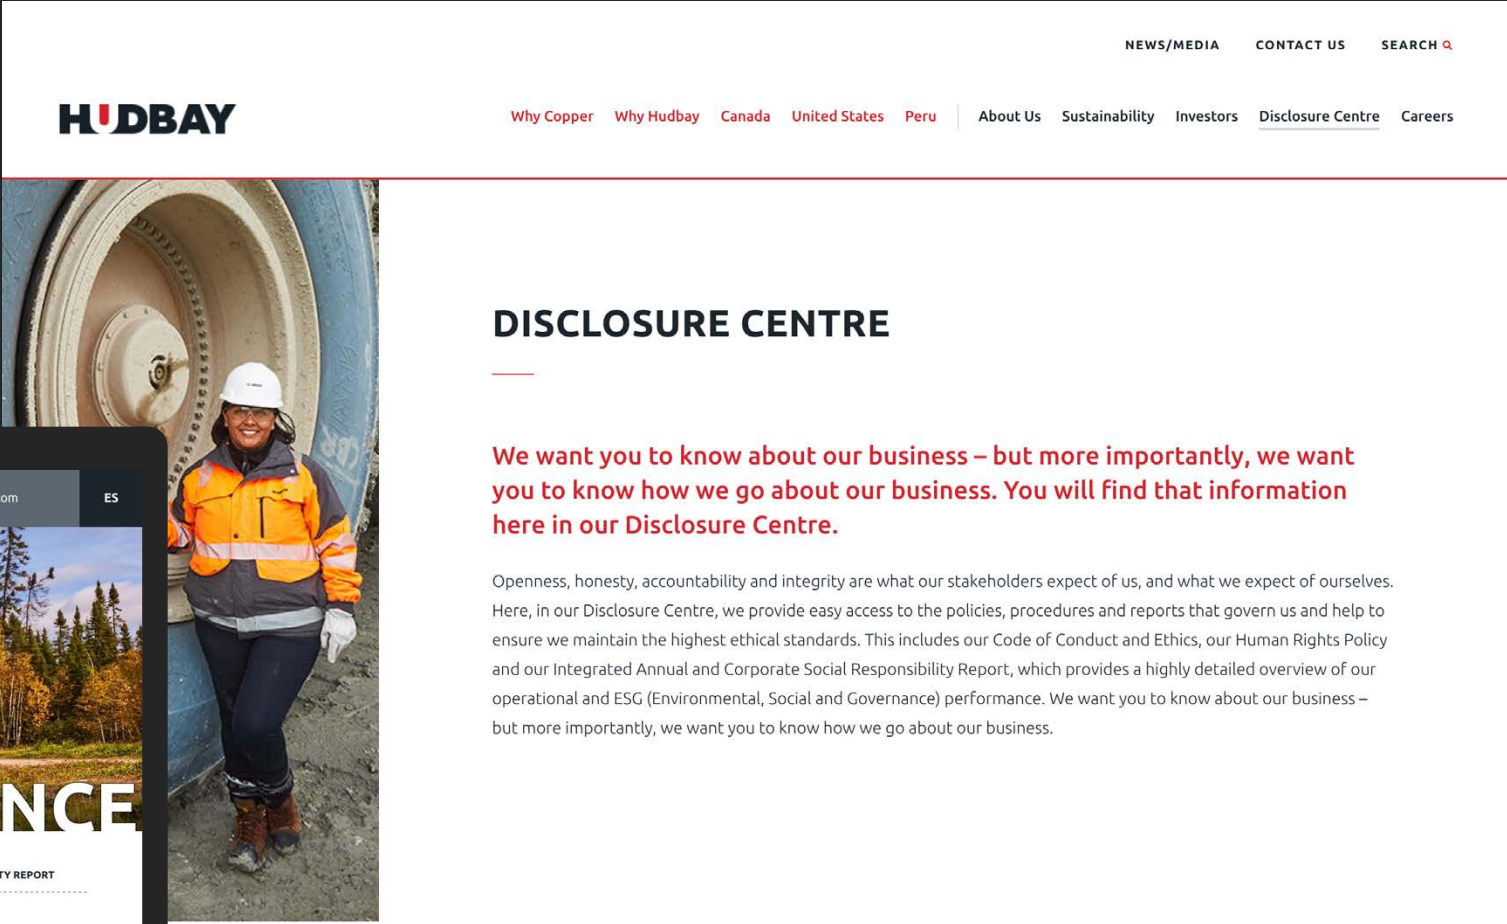 NEWS/MEDIA CONTACT US SEARCH
HUDBAY
Why Copper Why Hudbay Canada United States Peru About Us Sustainability Investors Disclosure Centre Careers
DISCLOSURE CENTRE
We want you to know about our business – but more importantly, we want
you to know how we go about our business. You will find that information
here in our Disclosure Centre.
Openness, honesty, accountability and integrity are what our stakeholders expect of us, and what we expect of ourselves.
Here, in our Disclosure Centre, we provide easy access to the policies, procedures and reports that govern us and help to
ensure we maintain the highest ethical standards. This includes our Code of Conduct and Ethics, our Human Rights Policy
and our Integrated Annual and Corporate Social Responsibility Report, which provides a highly detailed overview of our
operational and ESG (Environmental, Social and Governance) performance. We want you to know about our business –
but more importantly, we want you to know how we go about our business.
om ES
NCE
TY REPORT